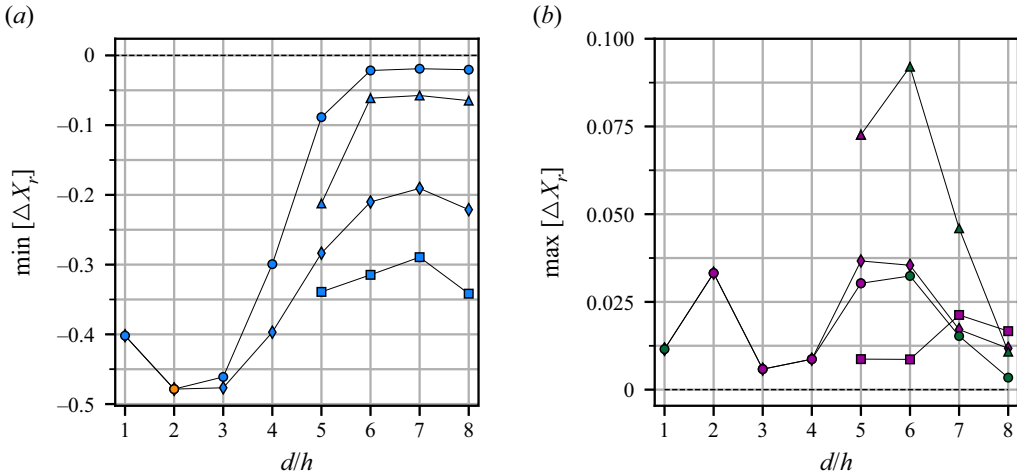 (a)
0
–0.1
–0.2
–0.3
–0.4
–0.5
min [△X_r]
1 2 3 4 5 6 7 8
d/h
(b)
0.100
0.075
0.050
0.025
0
max [△X_r]
1 2 3 4 5 6 7 8
d/h